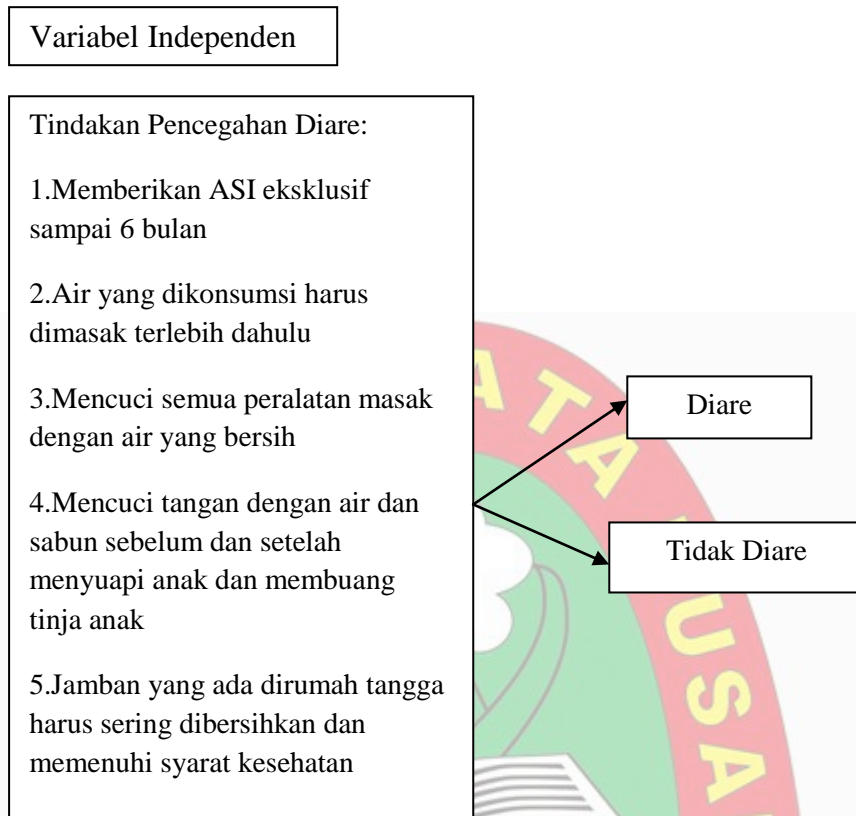 Variabel Independen
Tindakan Pencegahan Diare:
1.Memberikan ASI eksklusif
sampai 6 bulan
2.Air yang dikonsumsi harus
dimasak terlebih dahulu
3.Mencuci semua peralatan masak
dengan air yang bersih
4.Mencuci tangan dengan air dan
sabun sebelum dan setelah
menyuapi anak dan membuang
tinja anak
5.Jamban yang ada dirumah tangga
harus sering dibersihkan dan
memenuhi syarat kesehatan
Diare
Tidak Diare